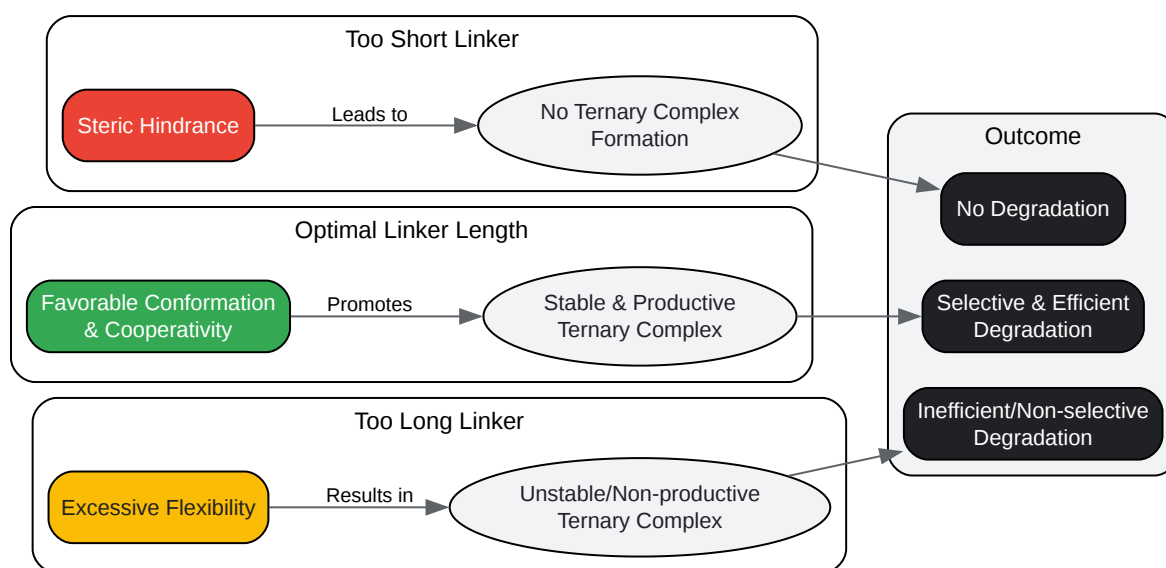 Too Short Linker
Steric Hindrance
Leads to
No Ternary Complex
Formation
Optimal Linker Length
Favorable Conformation
& Cooperativity
Promotes
Stable & Productive
Ternary Complex
Too Long Linker
Excessive Flexibility
Results in
Unstable/Non-productive
Ternary Complex
Outcome
No Degradation
Selective & Efficient
Degradation
Inefficient/Non-selective
Degradation